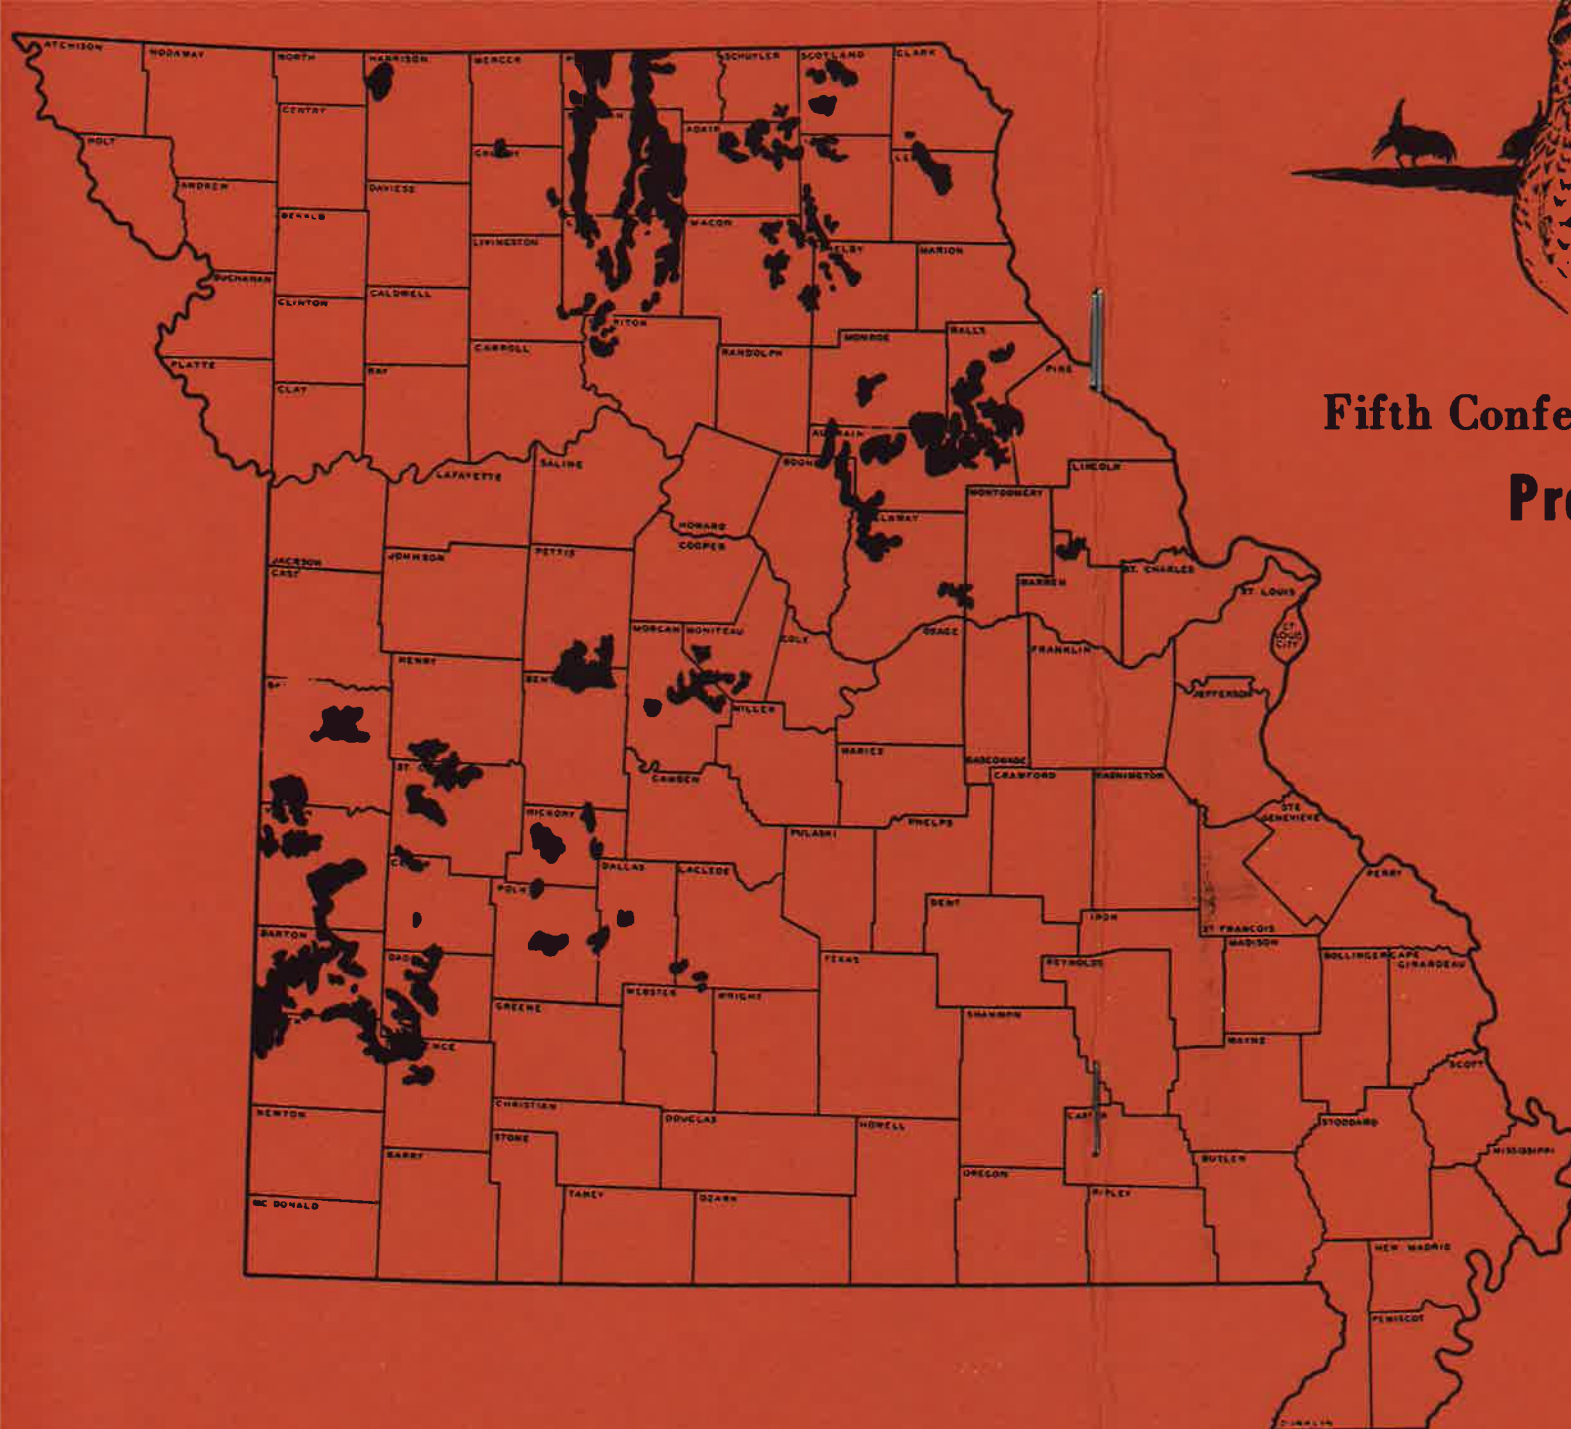 ATCHISON
NODAWAY
HARRISON
MERCER
SCHUYLER
SCOTLAND
CLARK
GENTRY
HOLT
ADAIR
ANDREW
DAVIESS
DEKALB
MACON
LIVINGSTON
MARION
BUCHANAN
CLINTON
CALDWELL
RALLS
MONROE
CARROLL
RANDOLPH
PLATTE
RAY
PIKE
CLAY
Fifth Confe
SALINE
LINCOLN
LAFAYETTE
Pre
MONTGOMERY
HOWARD
COOPER
PETTIS
JOHNSON
JACKSON
ST. CHARLES
WARREN
ST. LOUIS
ST.
LOUIS
CITY
MORGAN
MONITEAU
OSAGE
COLE
FRANKLIN
HENRY
JEFFERSON
MILLER
MARIES
GASCONADE
CAMDEN
CRAWFORD
WASHINGTON
STE
GENEVIEVE
HICKORY
PHELPS
PULASKI
DALLAS
LACLEDE
PERRY
POLK
DENT
IRON
ST FRANCOIS
BARTON
MADISON
BOLLINGER
CAPE
GIRARDEAU
TEXAS
REYNOLDS
WEBSTER
WRIGHT
GREENE
SHANNON
WAYNE
SCOTT
CHRISTIAN
NEWTON
DOUGLAS
HOWELL
STODDARD
STONE
MISSISSIPPI
BARRY
BUTLER
OREGON
TANEY
OZARK
RIPLEY
MC DONALD
NEW MADRID
PEMISCOT
DUNKLIN